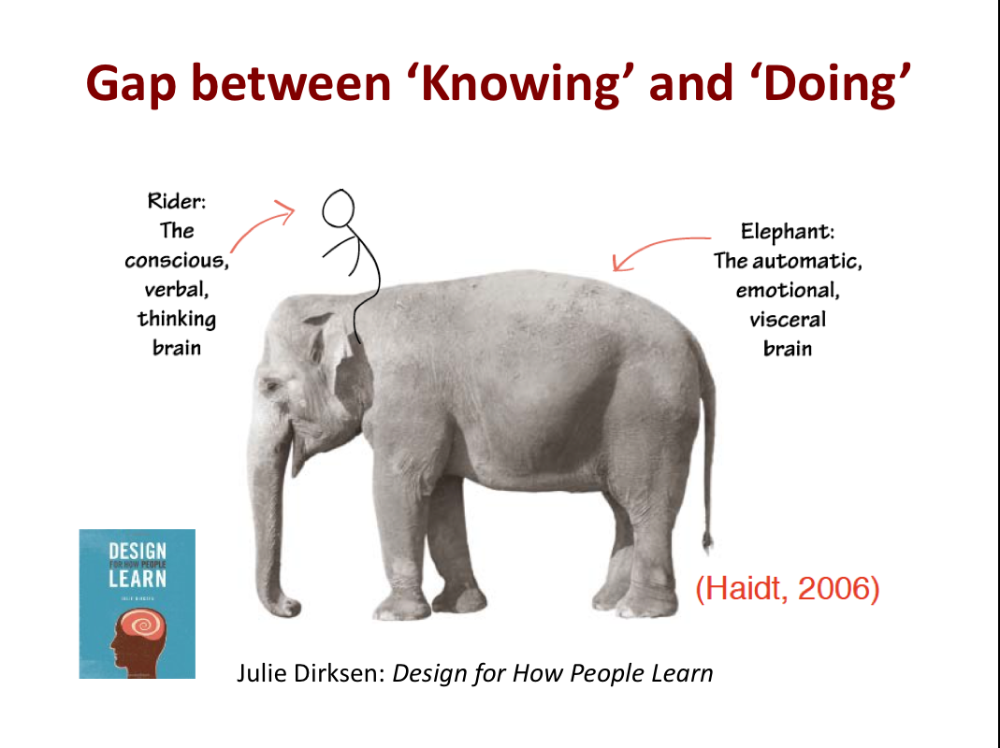 Gap between ‘Knowing’ and ‘Doing’
Rider:
The
conscious,
verbal,
thinking
brain
Elephant:
The automatic,
emotional,
visceral
brain
DESIGN
FOR HOW PEOPLE
LEARN
JULIE DIRKSEN
(Haidt, 2006)
Julie Dirksen: Design for How People Learn